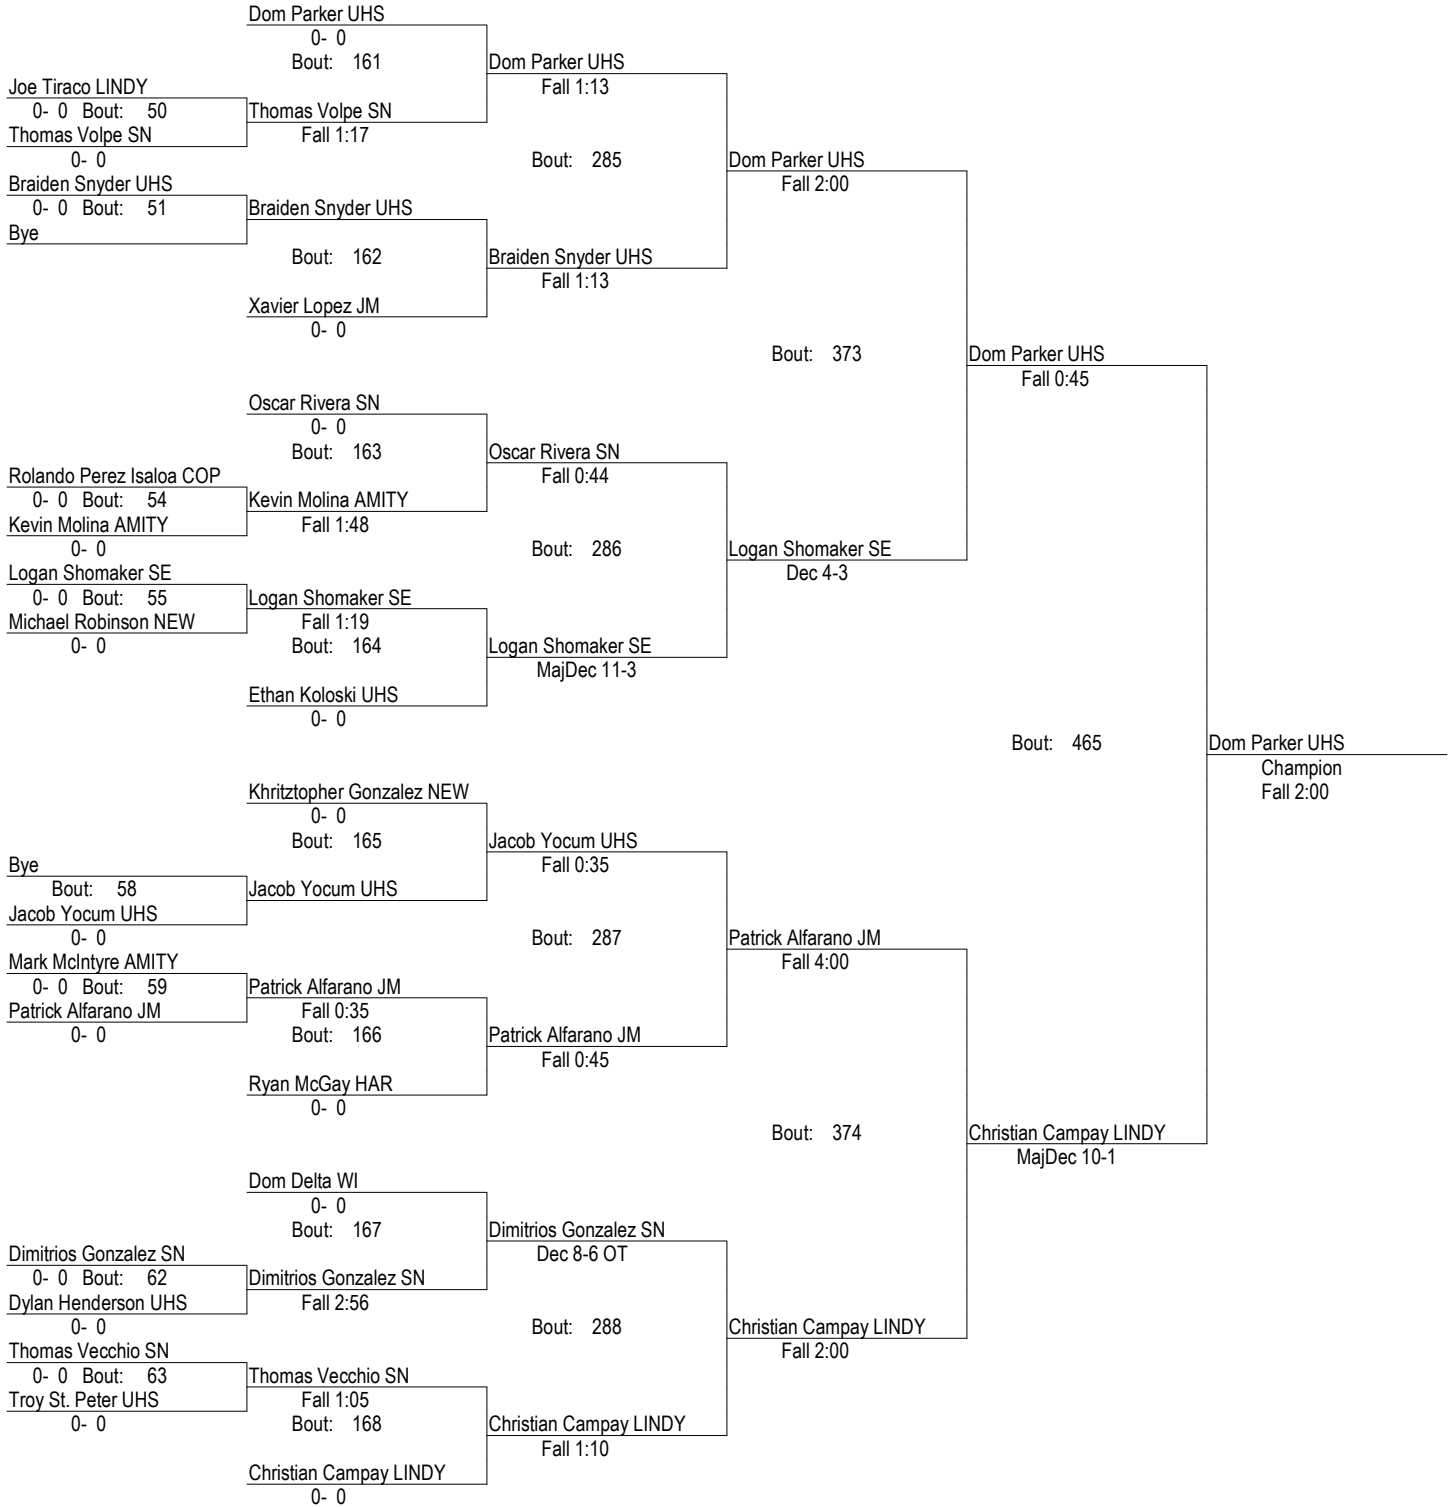 Dom Parker UHS
0- 0
Bout: 161
Dom Parker UHS
Fall 1:13
Joe Tiraco LINDY
0- 0 Bout: 50
Thomas Volpe SN
Fall 1:17
Thomas Volpe SN
0- 0
Bout: 285
Dom Parker UHS
Fall 2:00
Braiden Snyder UHS
0- 0 Bout: 51
Braiden Snyder UHS
Bye
Bout: 162
Braiden Snyder UHS
Fall 1:13
Xavier Lopez JM
0- 0
Bout: 373
Dom Parker UHS
Fall 0:45
Oscar Rivera SN
0- 0
Bout: 163
Oscar Rivera SN
Fall 0:44
Rolando Perez Isaloa COP
0- 0 Bout: 54
Kevin Molina AMITY
Fall 1:48
Kevin Molina AMITY
0- 0
Bout: 286
Logan Shomaker SE
Dec 4-3
Logan Shomaker SE
0- 0 Bout: 55
Logan Shomaker SE
Fall 1:19
Michael Robinson NEW
0- 0
Bout: 164
Logan Shomaker SE
MajDec 11-3
Ethan Koloski UHS
0- 0
Bout: 465
Dom Parker UHS
Champion
Fall 2:00
Khritztopher Gonzalez NEW
0- 0
Bout: 165
Jacob Yocum UHS
Fall 0:35
Bye
Bout: 58
Jacob Yocum UHS
Jacob Yocum UHS
0- 0
Bout: 287
Patrick Alfarano JM
Fall 4:00
Mark McIntyre AMITY
0- 0 Bout: 59
Patrick Alfarano JM
Fall 0:35
Patrick Alfarano JM
0- 0
Bout: 166
Patrick Alfarano JM
Fall 0:45
Ryan McGay HAR
0- 0
Bout: 374
Christian Campay LINDY
MajDec 10-1
Dom Delta WI
0- 0
Bout: 167
Dimitrios Gonzalez SN
Dec 8-6 OT
Dimitrios Gonzalez SN
0- 0 Bout: 62
Dimitrios Gonzalez SN
Fall 2:56
Dylan Henderson UHS
0- 0
Bout: 288
Christian Campay LINDY
Fall 2:00
Thomas Vecchio SN
0- 0 Bout: 63
Thomas Vecchio SN
Fall 1:05
Troy St. Peter UHS
0- 0
Bout: 168
Christian Campay LINDY
Fall 1:10
Christian Campay LINDY
0- 0